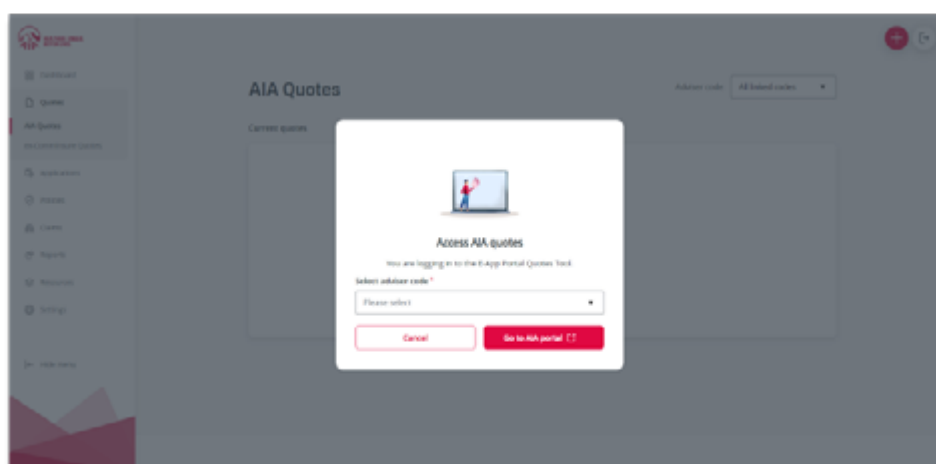 AIA Quotes
Adviser code
All linked codes
Dashboard
Quotes
AIA Quotes
Current quotes
Applications
Policies
Claims
Reports
Resources
Settings
Hide menu
Access AIA quotes
You are logging in to the E-App Portal Quotes Tool
Select adviser code *
Please select
Cancel
Go to AIA portal